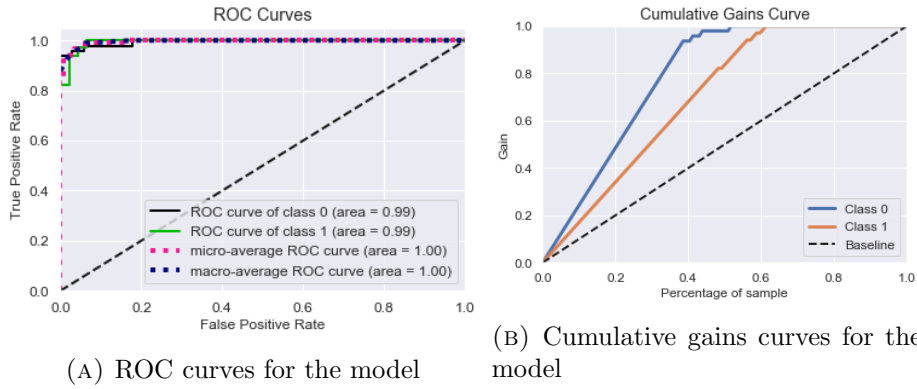 ROC Curves
1.0
0.8
0.6
0.4
0.2
0.0
True Positive Rate
ROC curve of class 0 (area = 0.99)
ROC curve of class 1 (area = 0.99)
micro-average ROC curve (area = 1.00)
macro-average ROC curve (area = 1.00)
0.0 0.2 0.4 0.6 0.8 1.0
False Positive Rate
(A) ROC curves for the model
Cumulative Gains Curve
1.0
0.8
0.6
0.4
0.2
0.0
Gain
Class 0
Class 1
Baseline
0.0 0.2 0.4 0.6 0.8 1.0
Percentage of sample
(B) Cumulative gains curves for the
model